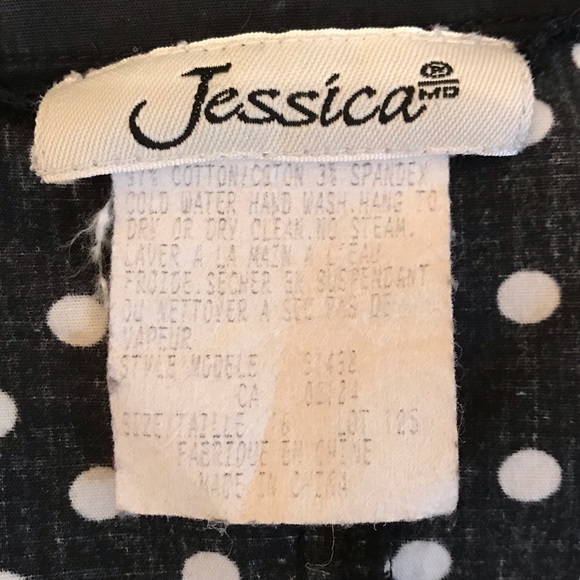 Jessica ® MD
97% COTTON/COTON 3% SPANDEX
COLD WATER HAND WASH.HANG TO
DRY OR DRY CLEAN.NO STEAM.
LAVER A LA MAIN A L'EAU
FROIDE.SECHER EN SUSPENDANT
OU NETTOYER A SEC PAS DE
VAPEUR
STYLE/MODELE
CA
SIZE/TAILLE 6 LOT 125
FABRIQUE EN CHINE
MADE IN CHINA